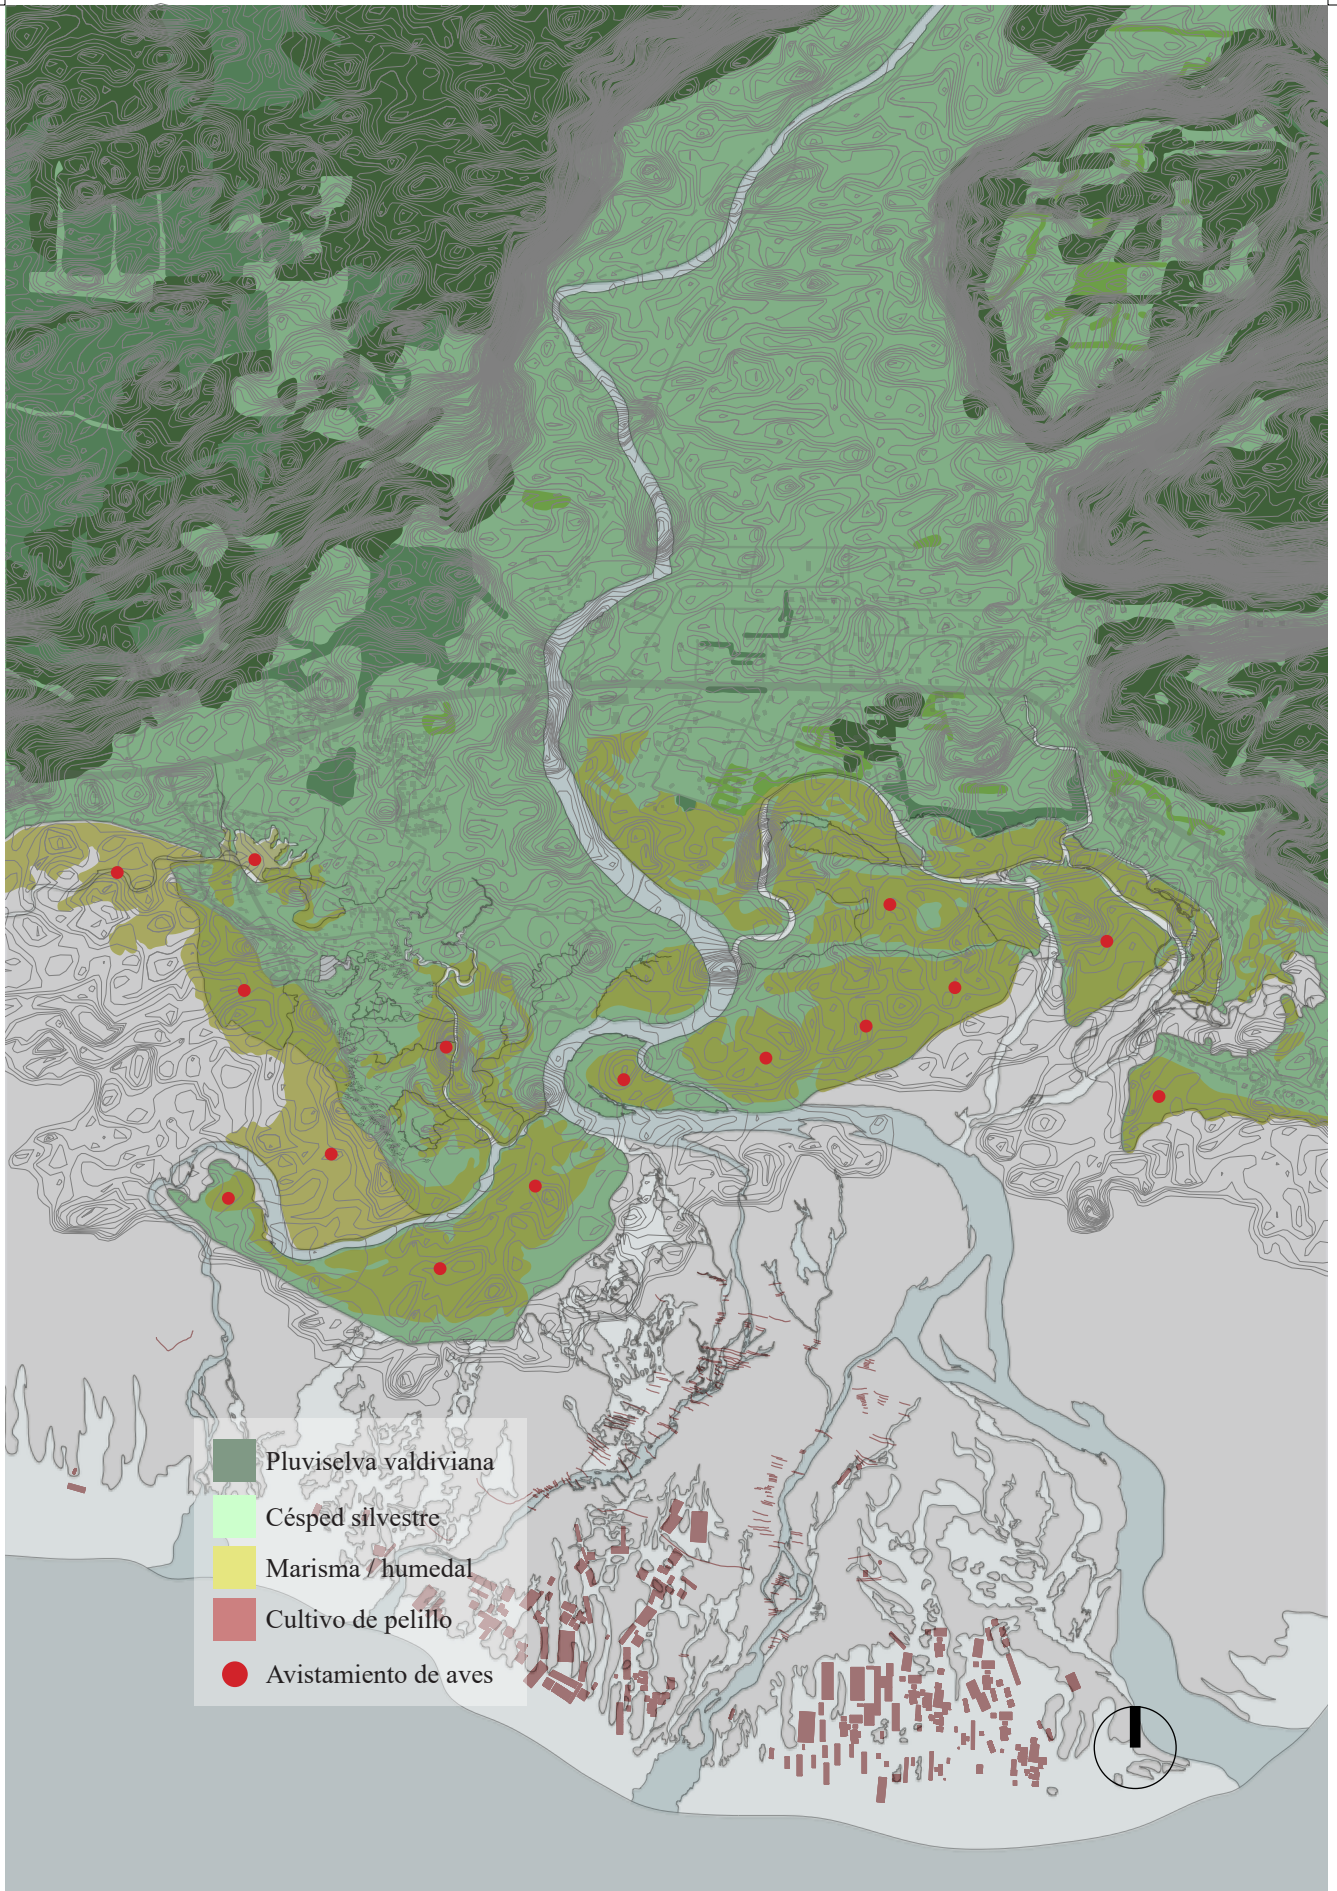 Pluviselva valdiviana
Césped silvestre
Marisma / humedal
Cultivo de pelillo
Avistamiento de aves